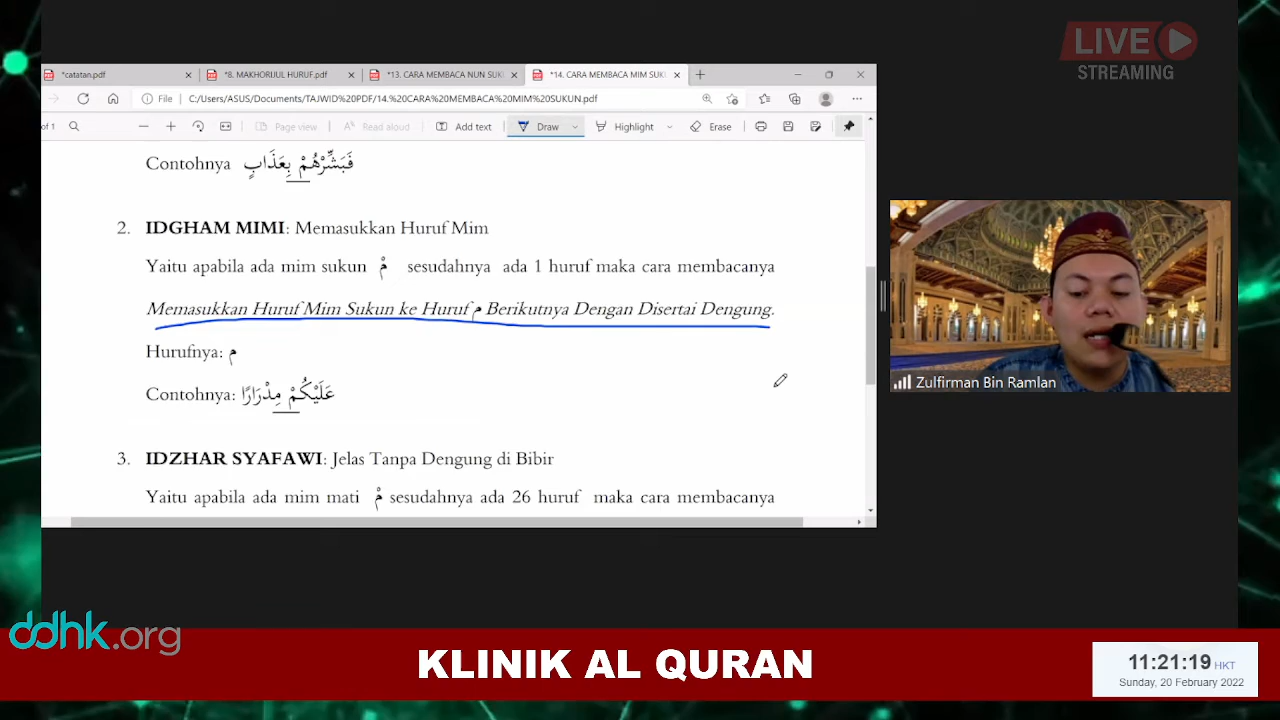 LIVE
STREAMING
*catatan.pdf
*8. MAKHORIJUL HURUF.pdf
*13. CARA MEMBACA NUN SUK
*14. CARA MEMBACA MIM SUK
File
C:/Users/ASUS/Documents/TAJWID%20PDF/14.%20CARA%20MEMBACA%20MIM%20SUKUN.pdf
of 1
Page view
Read aloud
Add text
Draw
Highlight
Erase
Contohnya فَبَشِّرْهُمْ بِعَذَابٍ
2. IDGHAM MIMI: Memasukkan Huruf Mim
Yaitu apabila ada mim sukun مْ sesudahnya ada 1 huruf maka cara membacanya
Memasukkan Huruf Mim Sukun ke Huruf م Berikutnya Dengan Disertai Dengung.
Hurufnya: م
Contohnya: عَلَيْكُمْ مِدْرَارًا
3. IDZHAR SYAFAWI: Jelas Tanpa Dengung di Bibir
Yaitu apabila ada mim mati مْ sesudahnya ada 26 huruf maka cara membacanya
Zulfirman Bin Ramlan
ddhk.org
KLINIK AL QURAN
11:21:19 HKT
Sunday, 20 February 2022